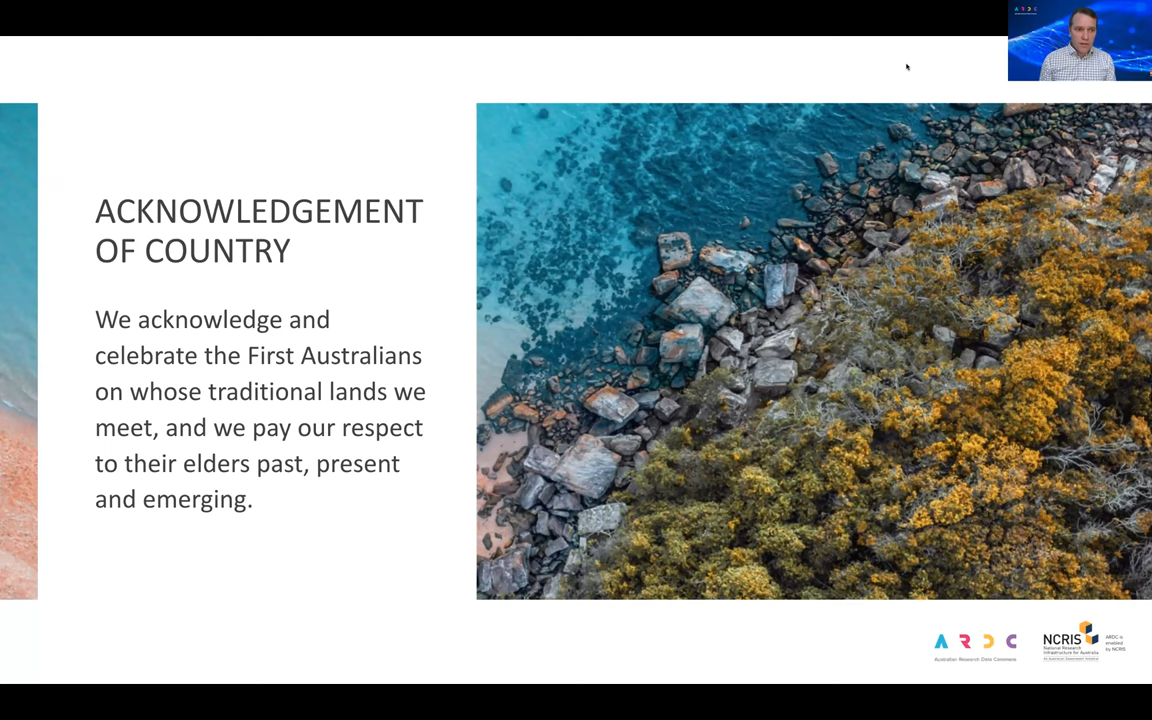 A R D C
ACKNOWLEDGEMENT
OF COUNTRY
We acknowledge and
celebrate the First Australians
on whose traditional lands we
meet, and we pay our respect
to their elders past, present
and emerging.
A R D C
Australian Research Data Commons
NCRIS
National Research
Infrastructure for Australia
An Australian Government Initiative
ARDC is
enabled
by NCRIS